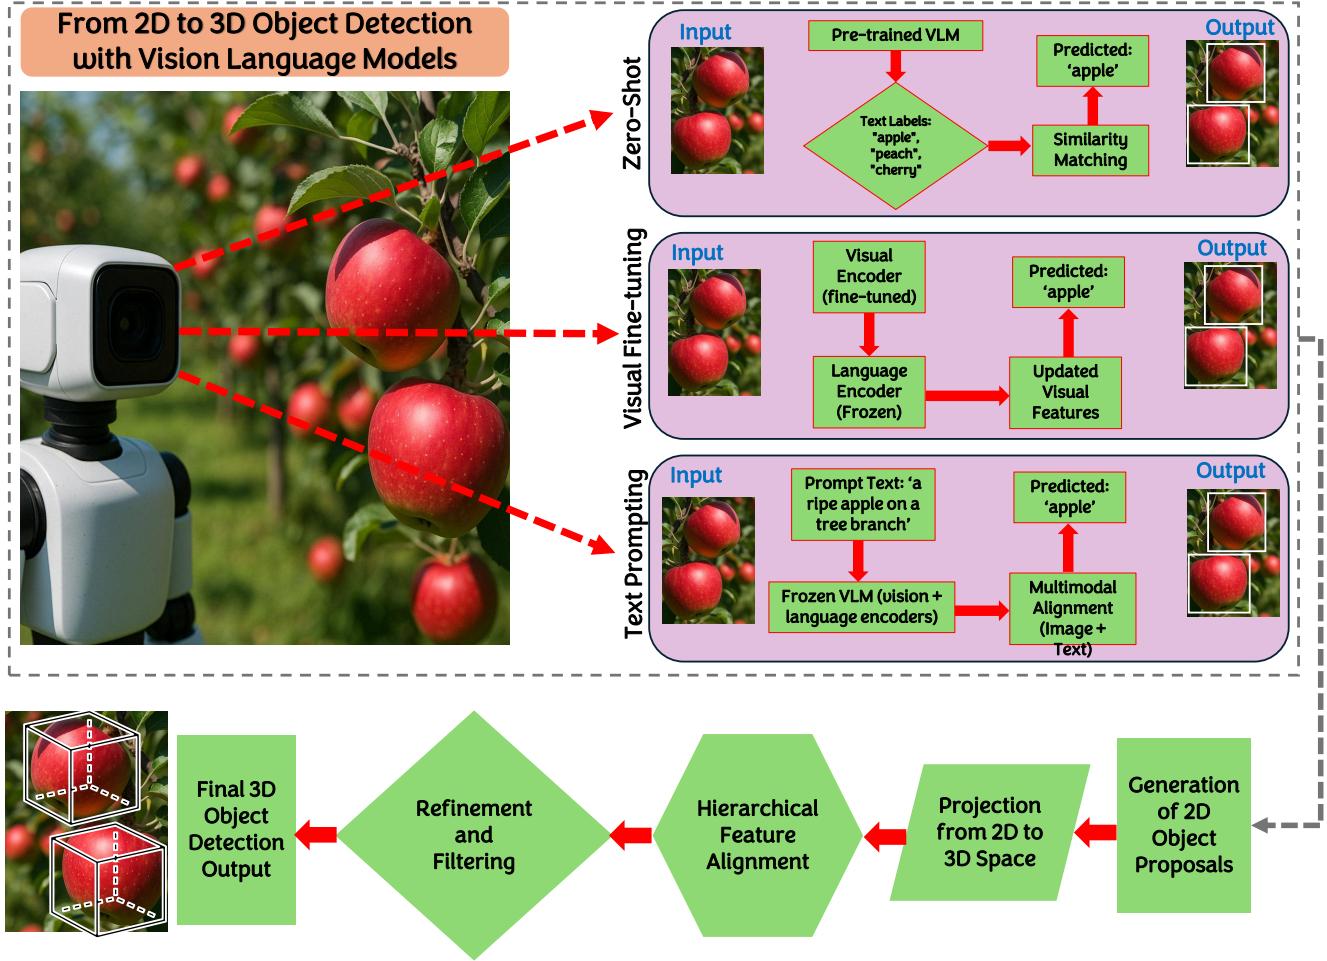 From 2D to 3D Object Detection
with Vision Language Models
Zero-Shot
Input
Pre-trained VLM
Text Labels:
"apple",
"peach",
"cherry"
Similarity
Matching
Predicted:
‘apple’
Output
Visual Fine-tuning
Input
Visual
Encoder
(fine-tuned)
Language
Encoder
(Frozen)
Updated
Visual
Features
Predicted:
‘apple’
Output
Text Prompting
Input
Prompt Text: ‘a
ripe apple on a
tree branch’
Frozen VLM (vision +
language encoders)
Multimodal
Alignment
(Image +
Text)
Predicted:
‘apple’
Output
Generation
of 2D
Object
Proposals
Projection
from 2D to
3D Space
Hierarchical
Feature
Alignment
Refinement
and
Filtering
Final 3D
Object
Detection
Output